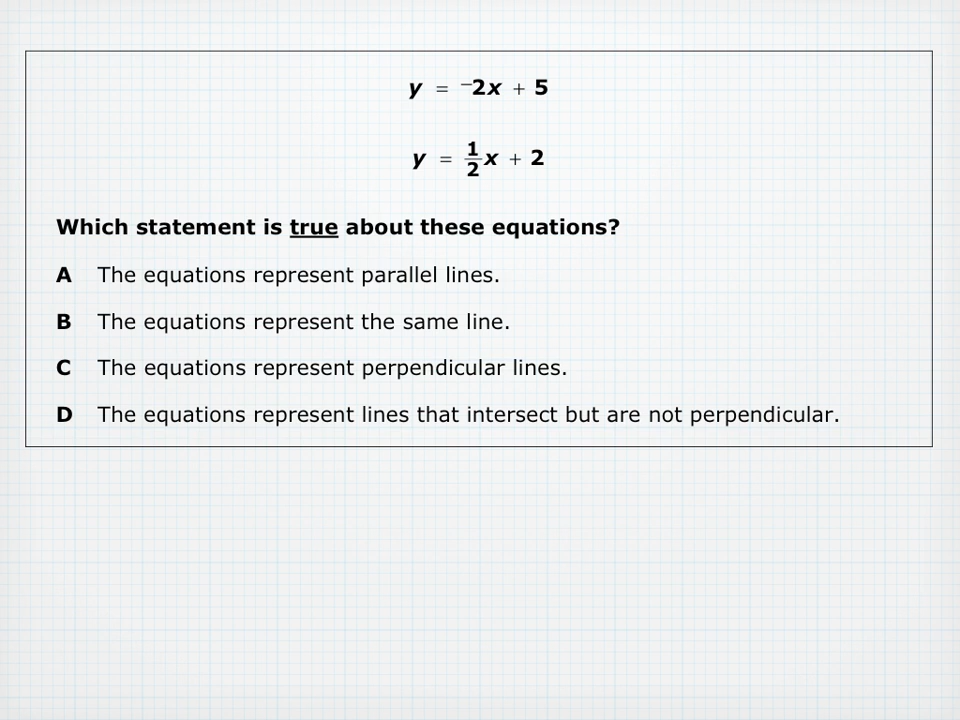 y = ⁻2x + 5
y = 1/2 x + 2
Which statement is true about these equations?
A The equations represent parallel lines.
B The equations represent the same line.
C The equations represent perpendicular lines.
D The equations represent lines that intersect but are not perpendicular.